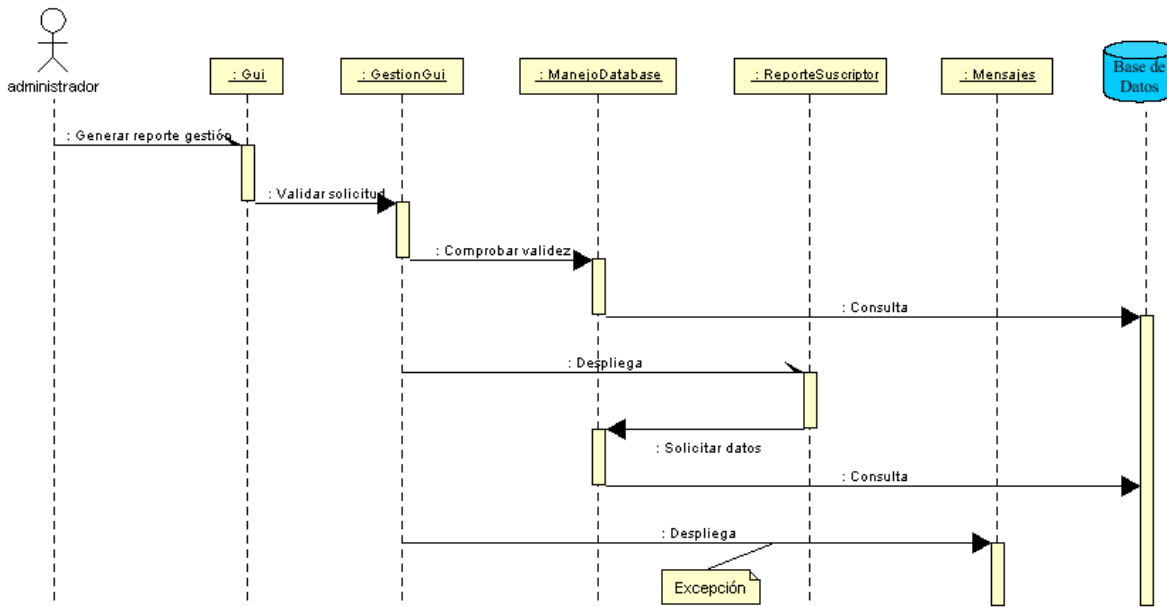 administrador
: Gui
: GestionGui
: ManejoDatabase
: ReporteSuscriptor
: Mensajes
Base de
Datos
: Generar reporte gestión
: Validar solicitud
: Comprobar validez
: Consulta
: Despliega
: Solicitar datos
: Consulta
: Despliega
Excepción